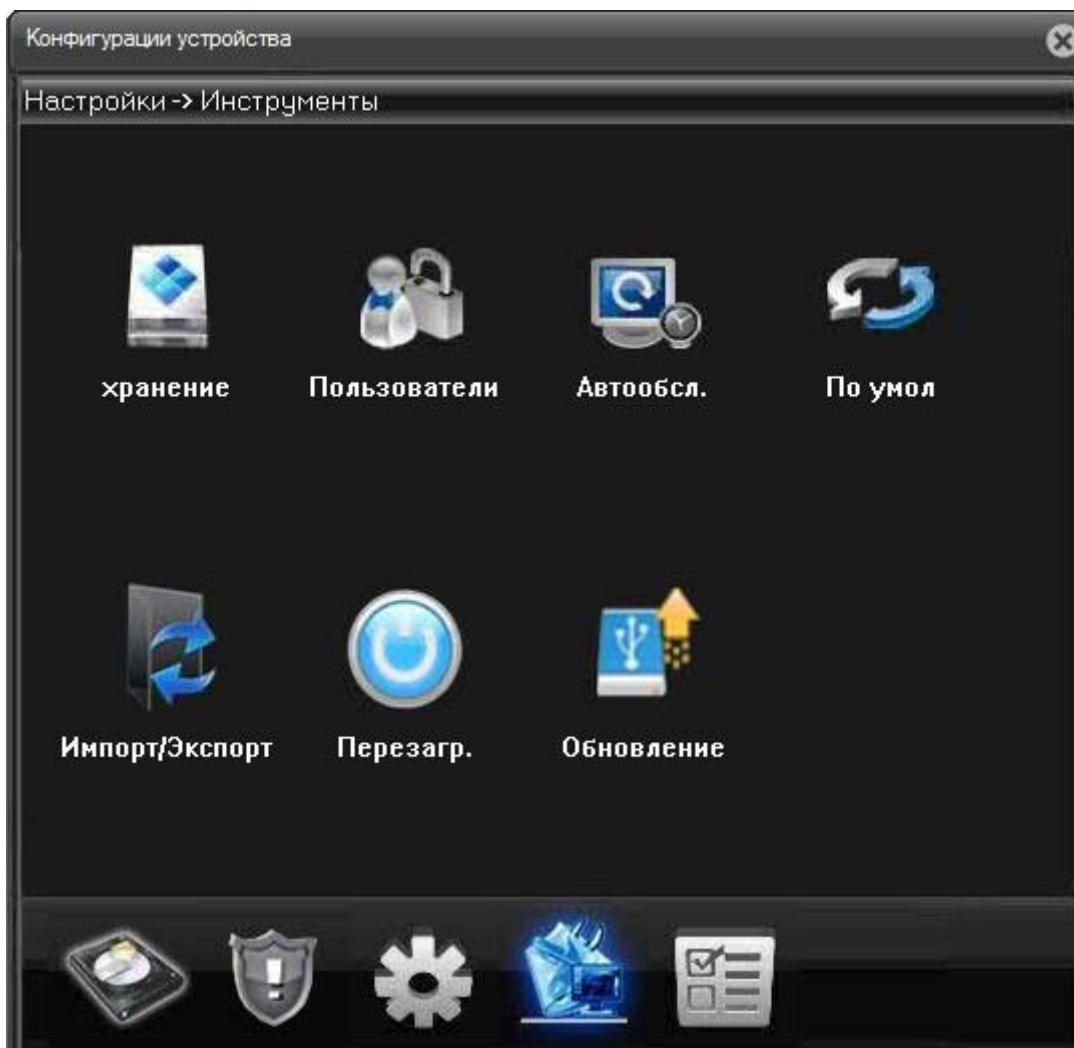 Конфигурации устройства
Настройки -> Инструменты
хранение Пользователи Автообсл. По умол
Импорт/Экспорт Перезагр. Обновление